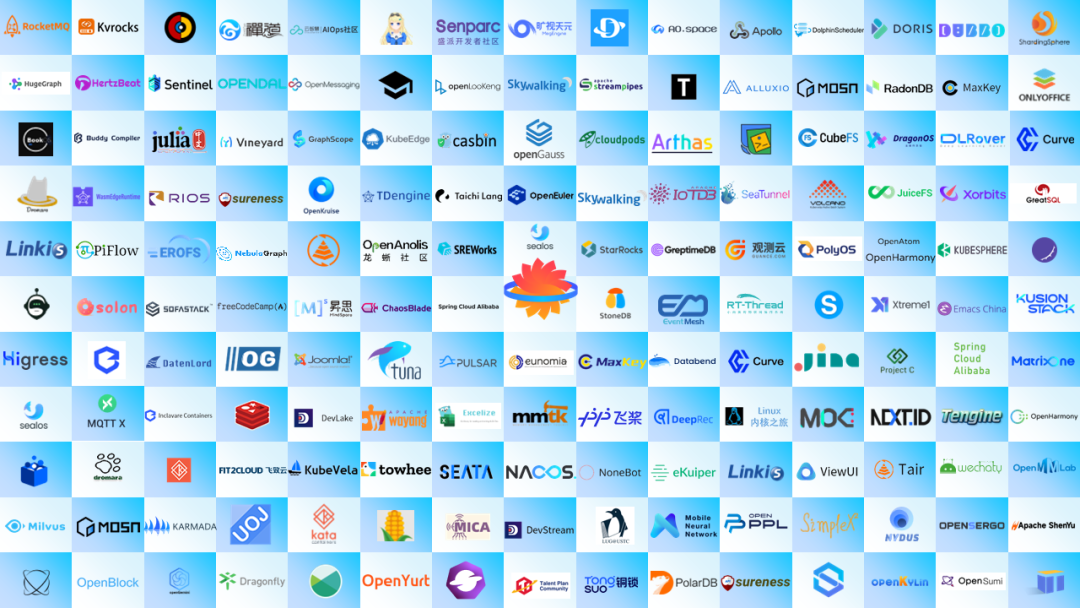 RocketMQ
Kvrocks
禪道
AIOps社区
Senparc
盛派开发者社区
旷视天元
MegEngine
AO.space
Apollo
DolphinScheduler
DORIS
DUBBO
ShardingSphere
HugeGraph
HertzBeat
Sentinel
OPENDAL
OpenMessaging
openLooKeng
Skywalking
apache
streampipes
T
ALLUXIO
MOSN
RadonDB
MaxKey
ONLYOFFICE
Book
Buddy Compiler
julia
Vineyard
GraphScope
KubeEdge
casbin
openGauss
cloudpods
Arthas
CubeFS
DragonOS
DLRover
Curve
WasmEdgeRuntime
RIOS
sureness
OpenKruise
TDengine
Taichi Lang
OpenEuler
Skywalking
IOTDB
SeaTunnel
VOLCANO
JuiceFS
Xorbits
GreatSQL
Linkis
PiFlow
EROFS
NebulaGraph
OpenAnolis
龙蜥社区
SREWorks
sealos
StarRocks
GreptimeDB
观测云
GUANCE.COM
PolyOS
OpenAtom
OpenHarmony
KUBESPHERE
solon
SOFASTACK
freeCodeCamp(A)
[M]s
昇思
MindSpore
ChaosBlade
Spring Cloud Alibaba
StoneDB
EM
EventMesh
RT-Thread
S
Xtreme1
Emacs China
KUSION
STACK
Higress
DatenLord
OG
Joomla!
tuna
PULSAR
eunomia
MaxKey
Databend
Curve
Jina
Project C
Spring
Cloud
Alibaba
MatrixOne
sealos
MQTT X
Inclavare Containers
DevLake
APACHE
wayang
Excelize
mmtk
飞桨
DeepRec
Linux
内核之旅
MOKE
NEXT.ID
Tengine
OpenHarmony
dromara
FIT2CLOUD 飞致云
KubeVela
towhee
SEATA
NACOS.
NoneBot
eKuiper
Linkis
ViewUI
Tair
wechaty
OpenMMLab
Milvus
MOSN
KARMADA
UOJ
kata
containers
MICA
DevStream
LUG@USTC
Mobile
Neural
Network
OPEN
PPL
SimpleX
NYDUS
OPENSERGO
Apache ShenYu
OpenBlock
Dragonfly
OpenYurt
Talent Plan
Community
TONG
SUO
铜锁
PolarDB
sureness
openKylin
OpenSumi